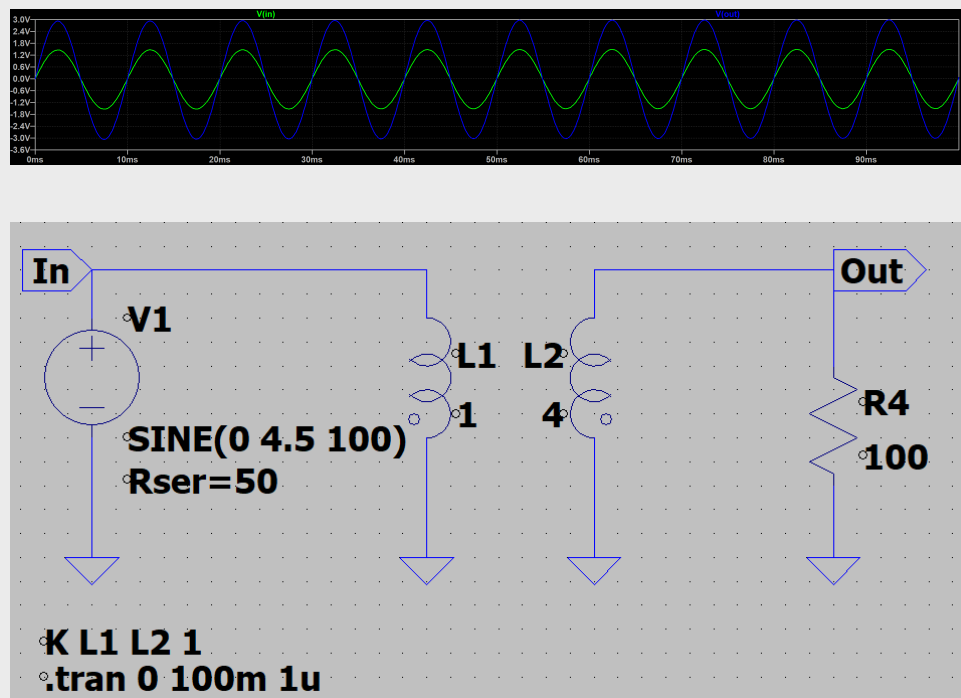 V(in) V(out)
3.0V
2.4V
1.8V
1.2V
0.6V
0.0V
-0.6V
-1.2V
-1.8V
-2.4V
-3.0V
-3.6V
0ms 10ms 20ms 30ms 40ms 50ms 60ms 70ms 80ms 90ms
In Out
V1
L1 L2
1 4
R4
100
SINE(0 4.5 100)
Rser=50
K L1 L2 1
.tran 0 100m 1u